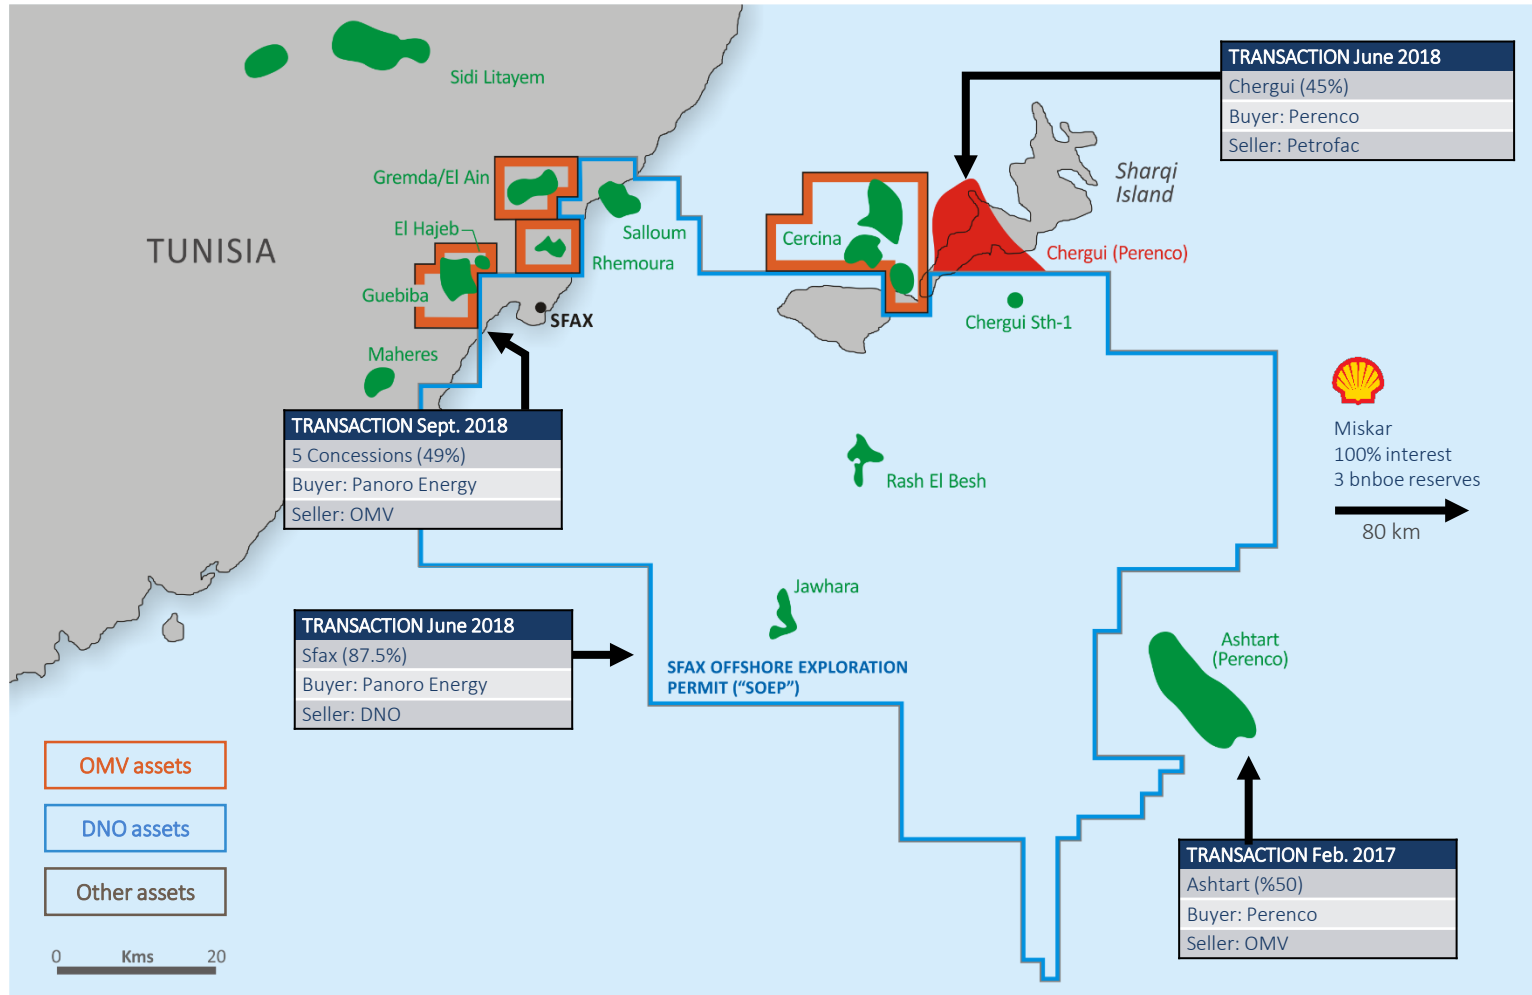 Sidi Litayem
TRANSACTION June 2018
Chergui (45%)
Buyer: Perenco
Seller: Petrofac
Gremda/El Ain
Sharqi
Island
El Hajeb
Salloum
Cercina
TUNISIA
Rhemoura
Chergui (Perenco)
Guebiba
SFAX
Chergui Sth-1
Maheres
TRANSACTION Sept. 2018
5 Concessions (49%)
Buyer: Panoro Energy
Seller: OMV
Miskar
100% interest
3 bnboe reserves
80 km
Rash El Besh
Jawhara
TRANSACTION June 2018
Sfax (87.5%)
Buyer: Panoro Energy
Seller: DNO
SFAX OFFSHORE EXPLORATION
PERMIT (“SOEP”)
Ashtart
(Perenco)
OMV assets
DNO assets
Other assets
TRANSACTION Feb. 2017
Ashtart (%50)
Buyer: Perenco
Seller: OMV
0 Kms 20